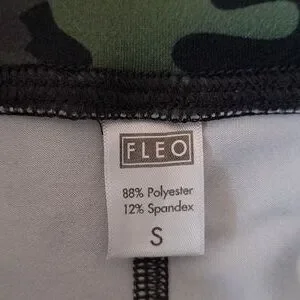 FLEO
88% Polyester
12% Spandex
S